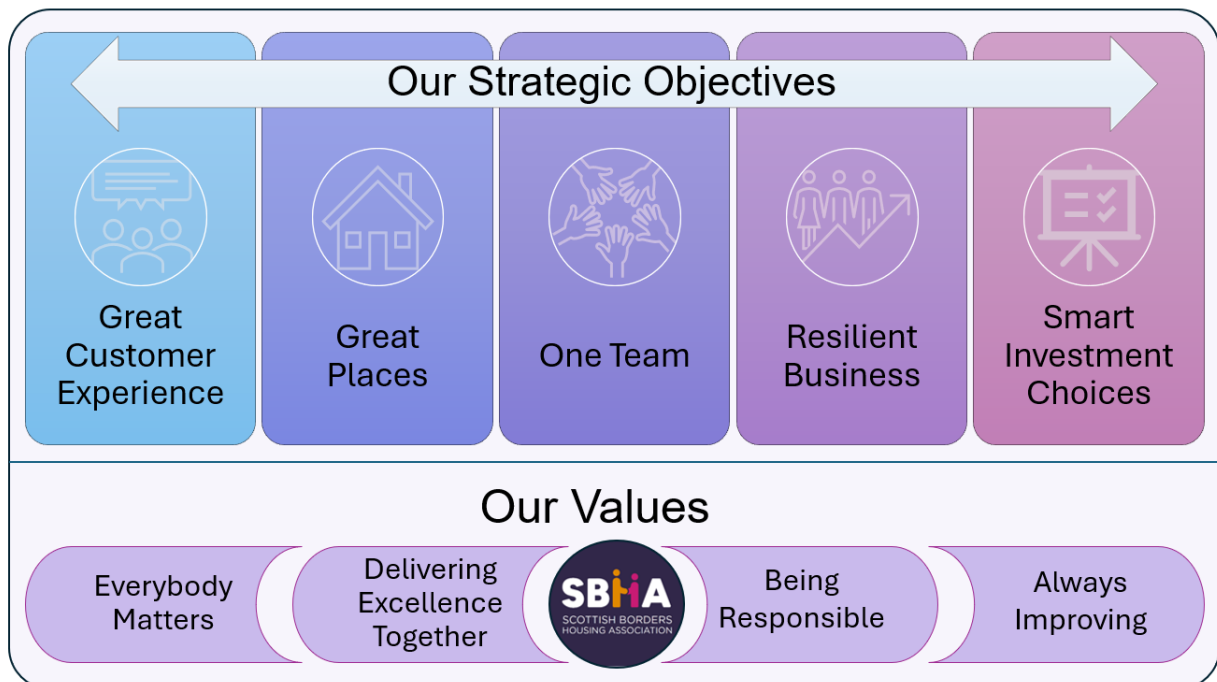 Our Strategic Objectives
Great
Customer
Experience
Great
Places
One Team
Resilient
Business
Smart
Investment
Choices
Our Values
Everybody
Matters
Delivering
Excellence
Together
SBHA
SCOTTISH BORDERS
HOUSING ASSOCIATION
Being
Responsible
Always
Improving